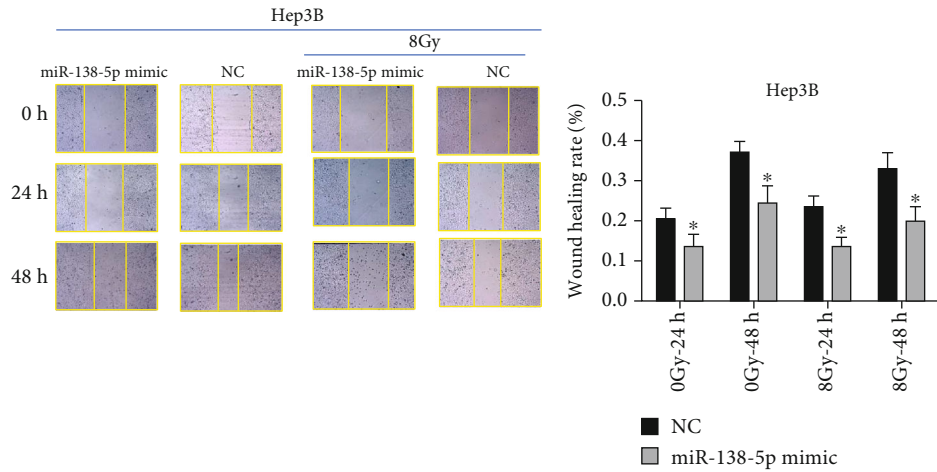 Hep3B
8Gy
miR-138-5p mimic NC miR-138-5p mimic NC
0 h
24 h
48 h
Hep3B
Wound healing rate (%)
0.5
0.4
0.3
0.2
0.1
0.0
* * * *
0Gy-24 h
0Gy-48 h
8Gy-24 h
8Gy-48 h
NC
miR-138-5p mimic